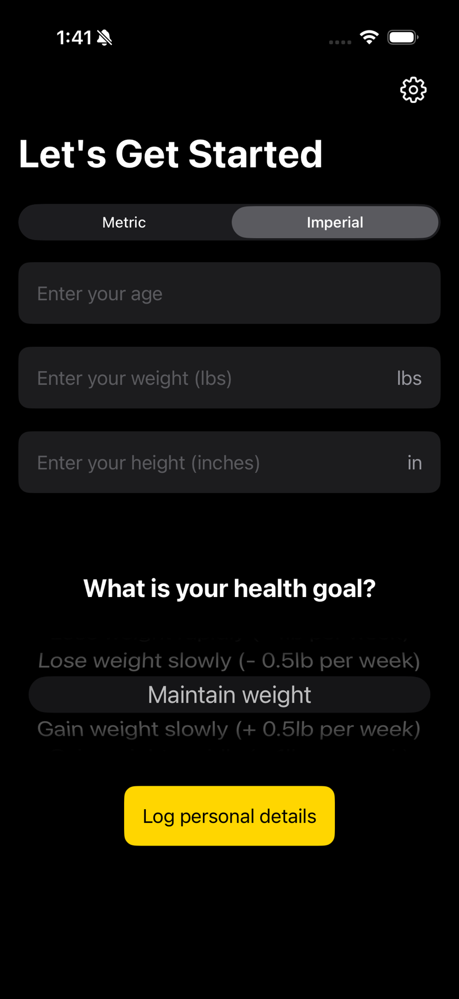 1:41
Let's Get Started
Metric
Imperial
Enter your age
Enter your weight (lbs)
lbs
Enter your height (inches)
in
What is your health goal?
Lose weight slowly (- 0.5lb per week)
Maintain weight
Gain weight slowly (+ 0.5lb per week)
Log personal details